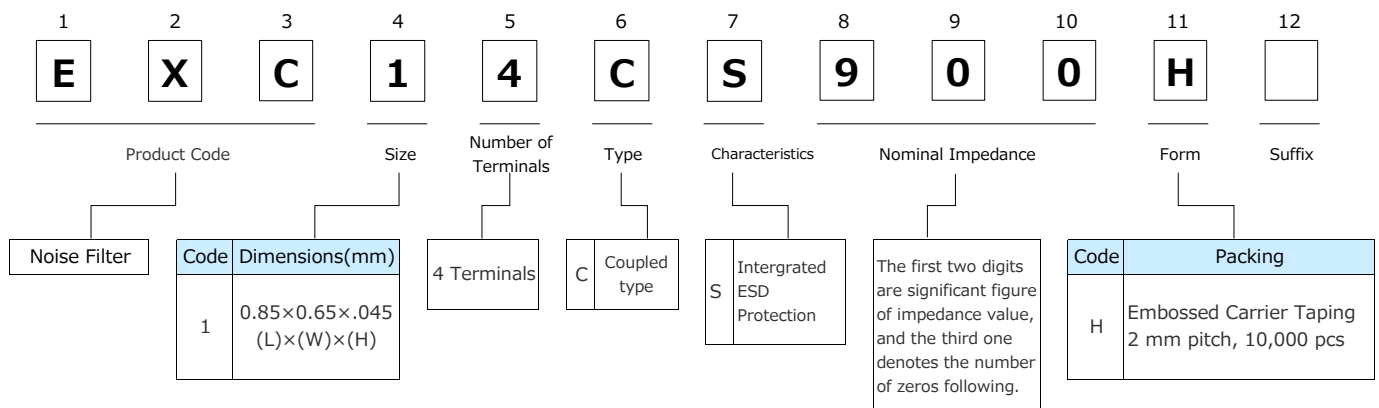 1 2 3 4 5 6 7 8 9 10 11 12
E X C 1 4 C S 9 0 0 H
Product Code
Size
Number of
Terminals
Type
Characteristics
Nominal Impedance
Form
Suffix
Noise Filter
Code Dimensions(mm)
1
0.85×0.65×.045
(L)×(W)×(H)
4 Terminals
C
Coupled
type
S
Intergrated
ESD
Protection
The first two digits
are significant figure
of impedance value,
and the third one
denotes the number
of zeros following.
Code Packing
H
Embossed Carrier Taping
2 mm pitch, 10,000 pcs